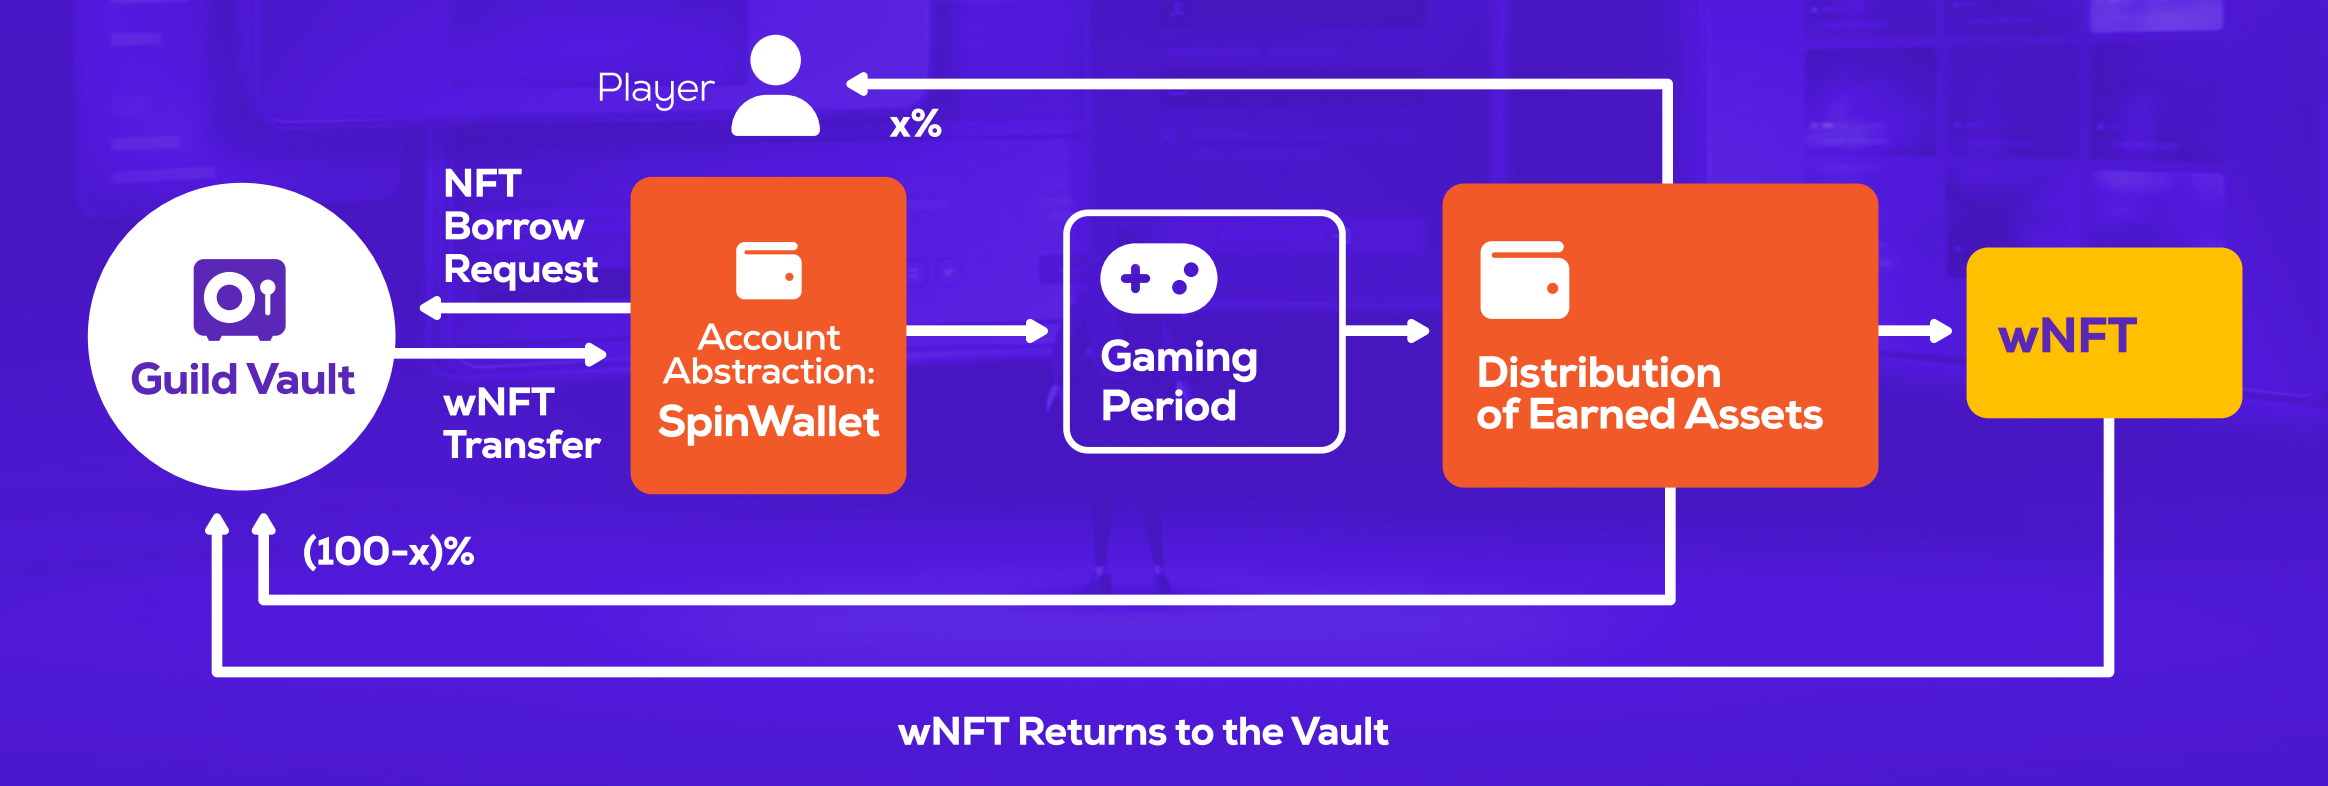 Player
x%
NFT
Borrow
Request
Guild Vault
wNFT
Transfer
Account
Abstraction:
SpinWallet
Gaming
Period
Distribution
of Earned Assets
wNFT
(100-x)%
wNFT Returns to the Vault